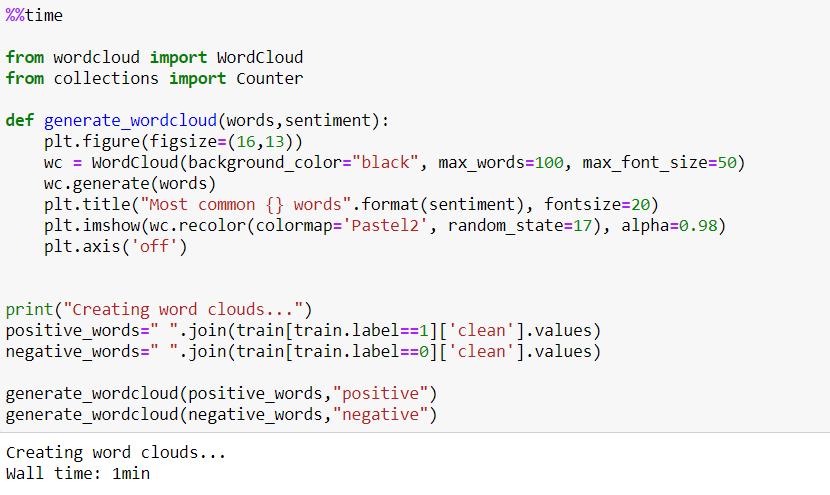 %%time

from wordcloud import WordCloud
from collections import Counter

def generate_wordcloud(words,sentiment):
    plt.figure(figsize=(16,13))
    wc = WordCloud(background_color="black", max_words=100, max_font_size=50)
    wc.generate(words)
    plt.title("Most common {} words".format(sentiment), fontsize=20)
    plt.imshow(wc.recolor(colormap='Pastel2', random_state=17), alpha=0.98)
    plt.axis('off')


print("Creating word clouds...")
positive_words=" ".join(train[train.label==1]['clean'].values)
negative_words=" ".join(train[train.label==0]['clean'].values)

generate_wordcloud(positive_words,"positive")
generate_wordcloud(negative_words,"negative")

Creating word clouds...
Wall time: 1min